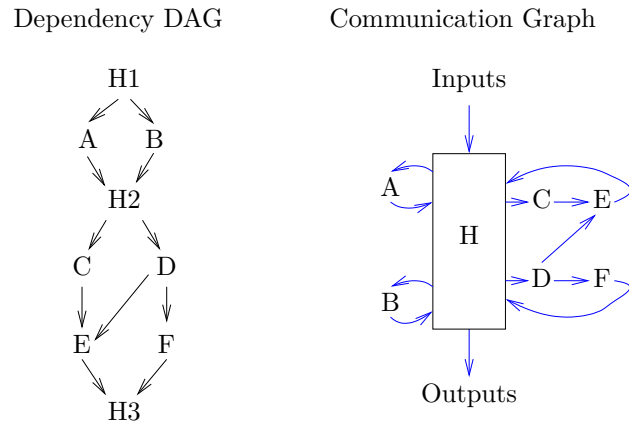 Dependency DAG
H1
A B
H2
C D
E F
H3
Communication Graph
Inputs
A
C E
H
D F
B
Outputs